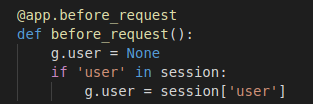 @app.before_request
def before_request():
    g.user = None
    if 'user' in session:
        g.user = session['user']